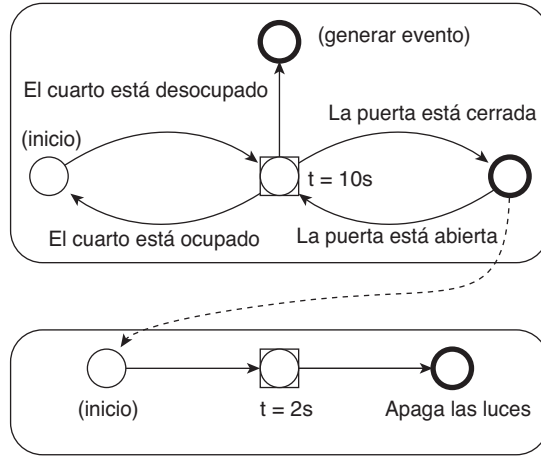 (generar evento)
El cuarto está desocupado
La puerta está cerrada
(inicio)
t = 10s
El cuarto está ocupado
La puerta está abierta
(inicio)
t = 2s
Apaga las luces